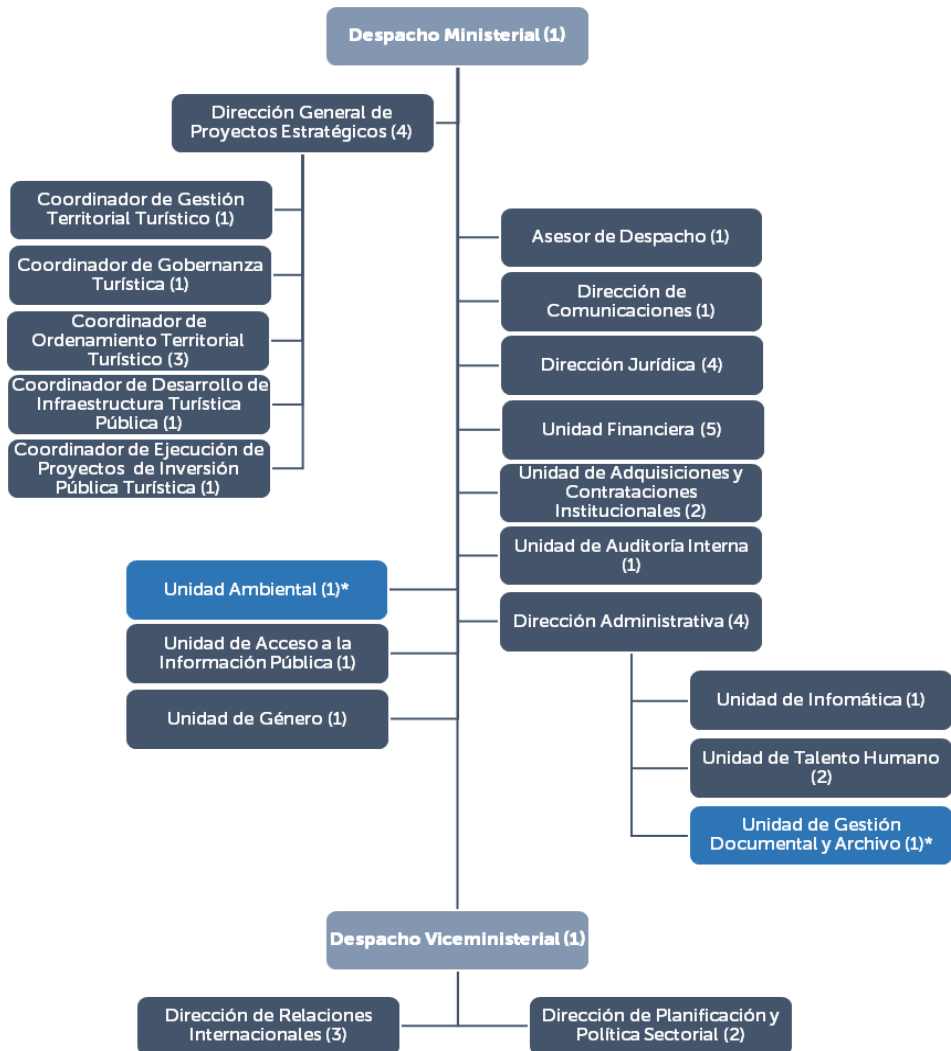 Despacho Ministerial (1)
Dirección General de
Proyectos Estratégicos (4)
Coordinador de Gestión
Territorial Turístico (1)
Coordinador de Gobernanza
Turística (1)
Coordinador de
Ordenamiento Territorial
Turístico (3)
Coordinador de Desarrollo de
Infraestructura Turística
Pública (1)
Coordinador de Ejecución de
Proyectos de Inversión
Pública Turística (1)
Asesor de Despacho (1)
Dirección de
Comunicaciones (1)
Dirección Jurídica (4)
Unidad Financiera (5)
Unidad de Adquisiciones y
Contrataciones
Institucionales (2)
Unidad de Auditoría Interna
(1)
Dirección Administrativa (4)
Unidad Ambiental (1)*
Unidad de Acceso a la
Información Pública (1)
Unidad de Género (1)
Unidad de Infomática (1)
Unidad de Talento Humano
(2)
Unidad de Gestión
Documental y Archivo (1)*
Despacho Viceministerial (1)
Dirección de Relaciones
Internacionales (3)
Dirección de Planificación y
Política Sectorial (2)